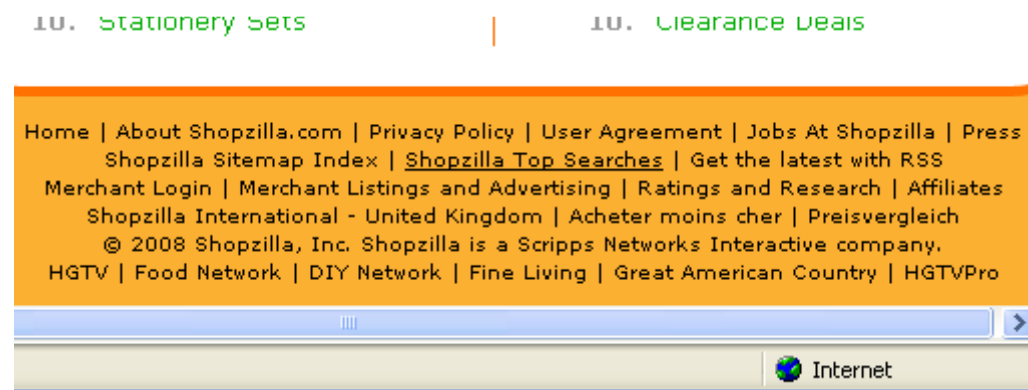 10. Stationery Sets
10. Clearance Deals
Home | About Shopzilla.com | Privacy Policy | User Agreement | Jobs At Shopzilla | Press
Shopzilla Sitemap Index | Shopzilla Top Searches | Get the latest with RSS
Merchant Login | Merchant Listings and Advertising | Ratings and Research | Affiliates
Shopzilla International - United Kingdom | Acheter moins cher | Preisvergleich
© 2008 Shopzilla, Inc. Shopzilla is a Scripps Networks Interactive company.
HGTV | Food Network | DIY Network | Fine Living | Great American Country | HGTVPro
Internet